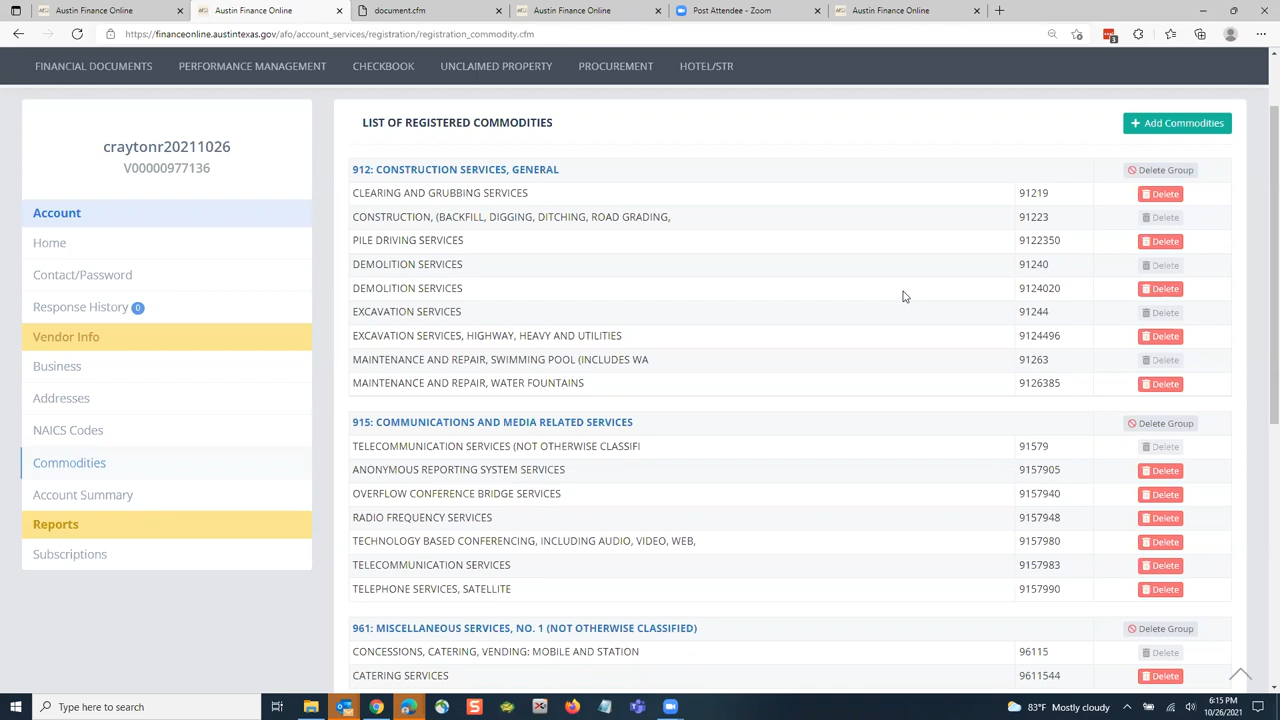 Austin Finance Online
Austin Finance Online
document.cfm
Austin Finance Online
Post Attendee - Zoom
Austin Finance Online
https://financeonline.austintexas.gov/afo/account_services/registration/registration_commodity.cfm
3
FINANCIAL DOCUMENTS PERFORMANCE MANAGEMENT CHECKBOOK UNCLAIMED PROPERTY PROCUREMENT HOTEL/STR
craytonr20211026
V00000977136
Account
Home
Contact/Password
Response History 0
Vendor Info
Business
Addresses
NAICS Codes
Commodities
Account Summary
Reports
Subscriptions
LIST OF REGISTERED COMMODITIES
+ Add Commodities
912: CONSTRUCTION SERVICES, GENERAL Delete Group
CLEARING AND GRUBBING SERVICES 91219 Delete
CONSTRUCTION, (BACKFILL, DIGGING, DITCHING, ROAD GRADING, 91223 Delete
PILE DRIVING SERVICES 9122350 Delete
DEMOLITION SERVICES 91240 Delete
DEMOLITION SERVICES 9124020 Delete
EXCAVATION SERVICES 91244 Delete
EXCAVATION SERVICES, HIGHWAY, HEAVY AND UTILITIES 9124496 Delete
MAINTENANCE AND REPAIR, SWIMMING POOL (INCLUDES WA 91263 Delete
MAINTENANCE AND REPAIR, WATER FOUNTAINS 9126385 Delete
915: COMMUNICATIONS AND MEDIA RELATED SERVICES Delete Group
TELECOMMUNICATION SERVICES (NOT OTHERWISE CLASSIFI 91579 Delete
ANONYMOUS REPORTING SYSTEM SERVICES 9157905 Delete
OVERFLOW CONFERENCE BRIDGE SERVICES 9157940 Delete
RADIO FREQUENCY SERVICES 9157948 Delete
TECHNOLOGY BASED CONFERENCING, INCLUDING AUDIO, VIDEO, WEB, 9157980 Delete
TELECOMMUNICATION SERVICES 9157983 Delete
TELEPHONE SERVICES, SATELLITE 9157990 Delete
961: MISCELLANEOUS SERVICES, NO. 1 (NOT OTHERWISE CLASSIFIED) Delete Group
CONCESSIONS, CATERING, VENDING: MOBILE AND STATION 96115 Delete
CATERING SERVICES 9611544 Delete
Type here to search
83°F Mostly cloudy
6:15 PM
10/26/2021